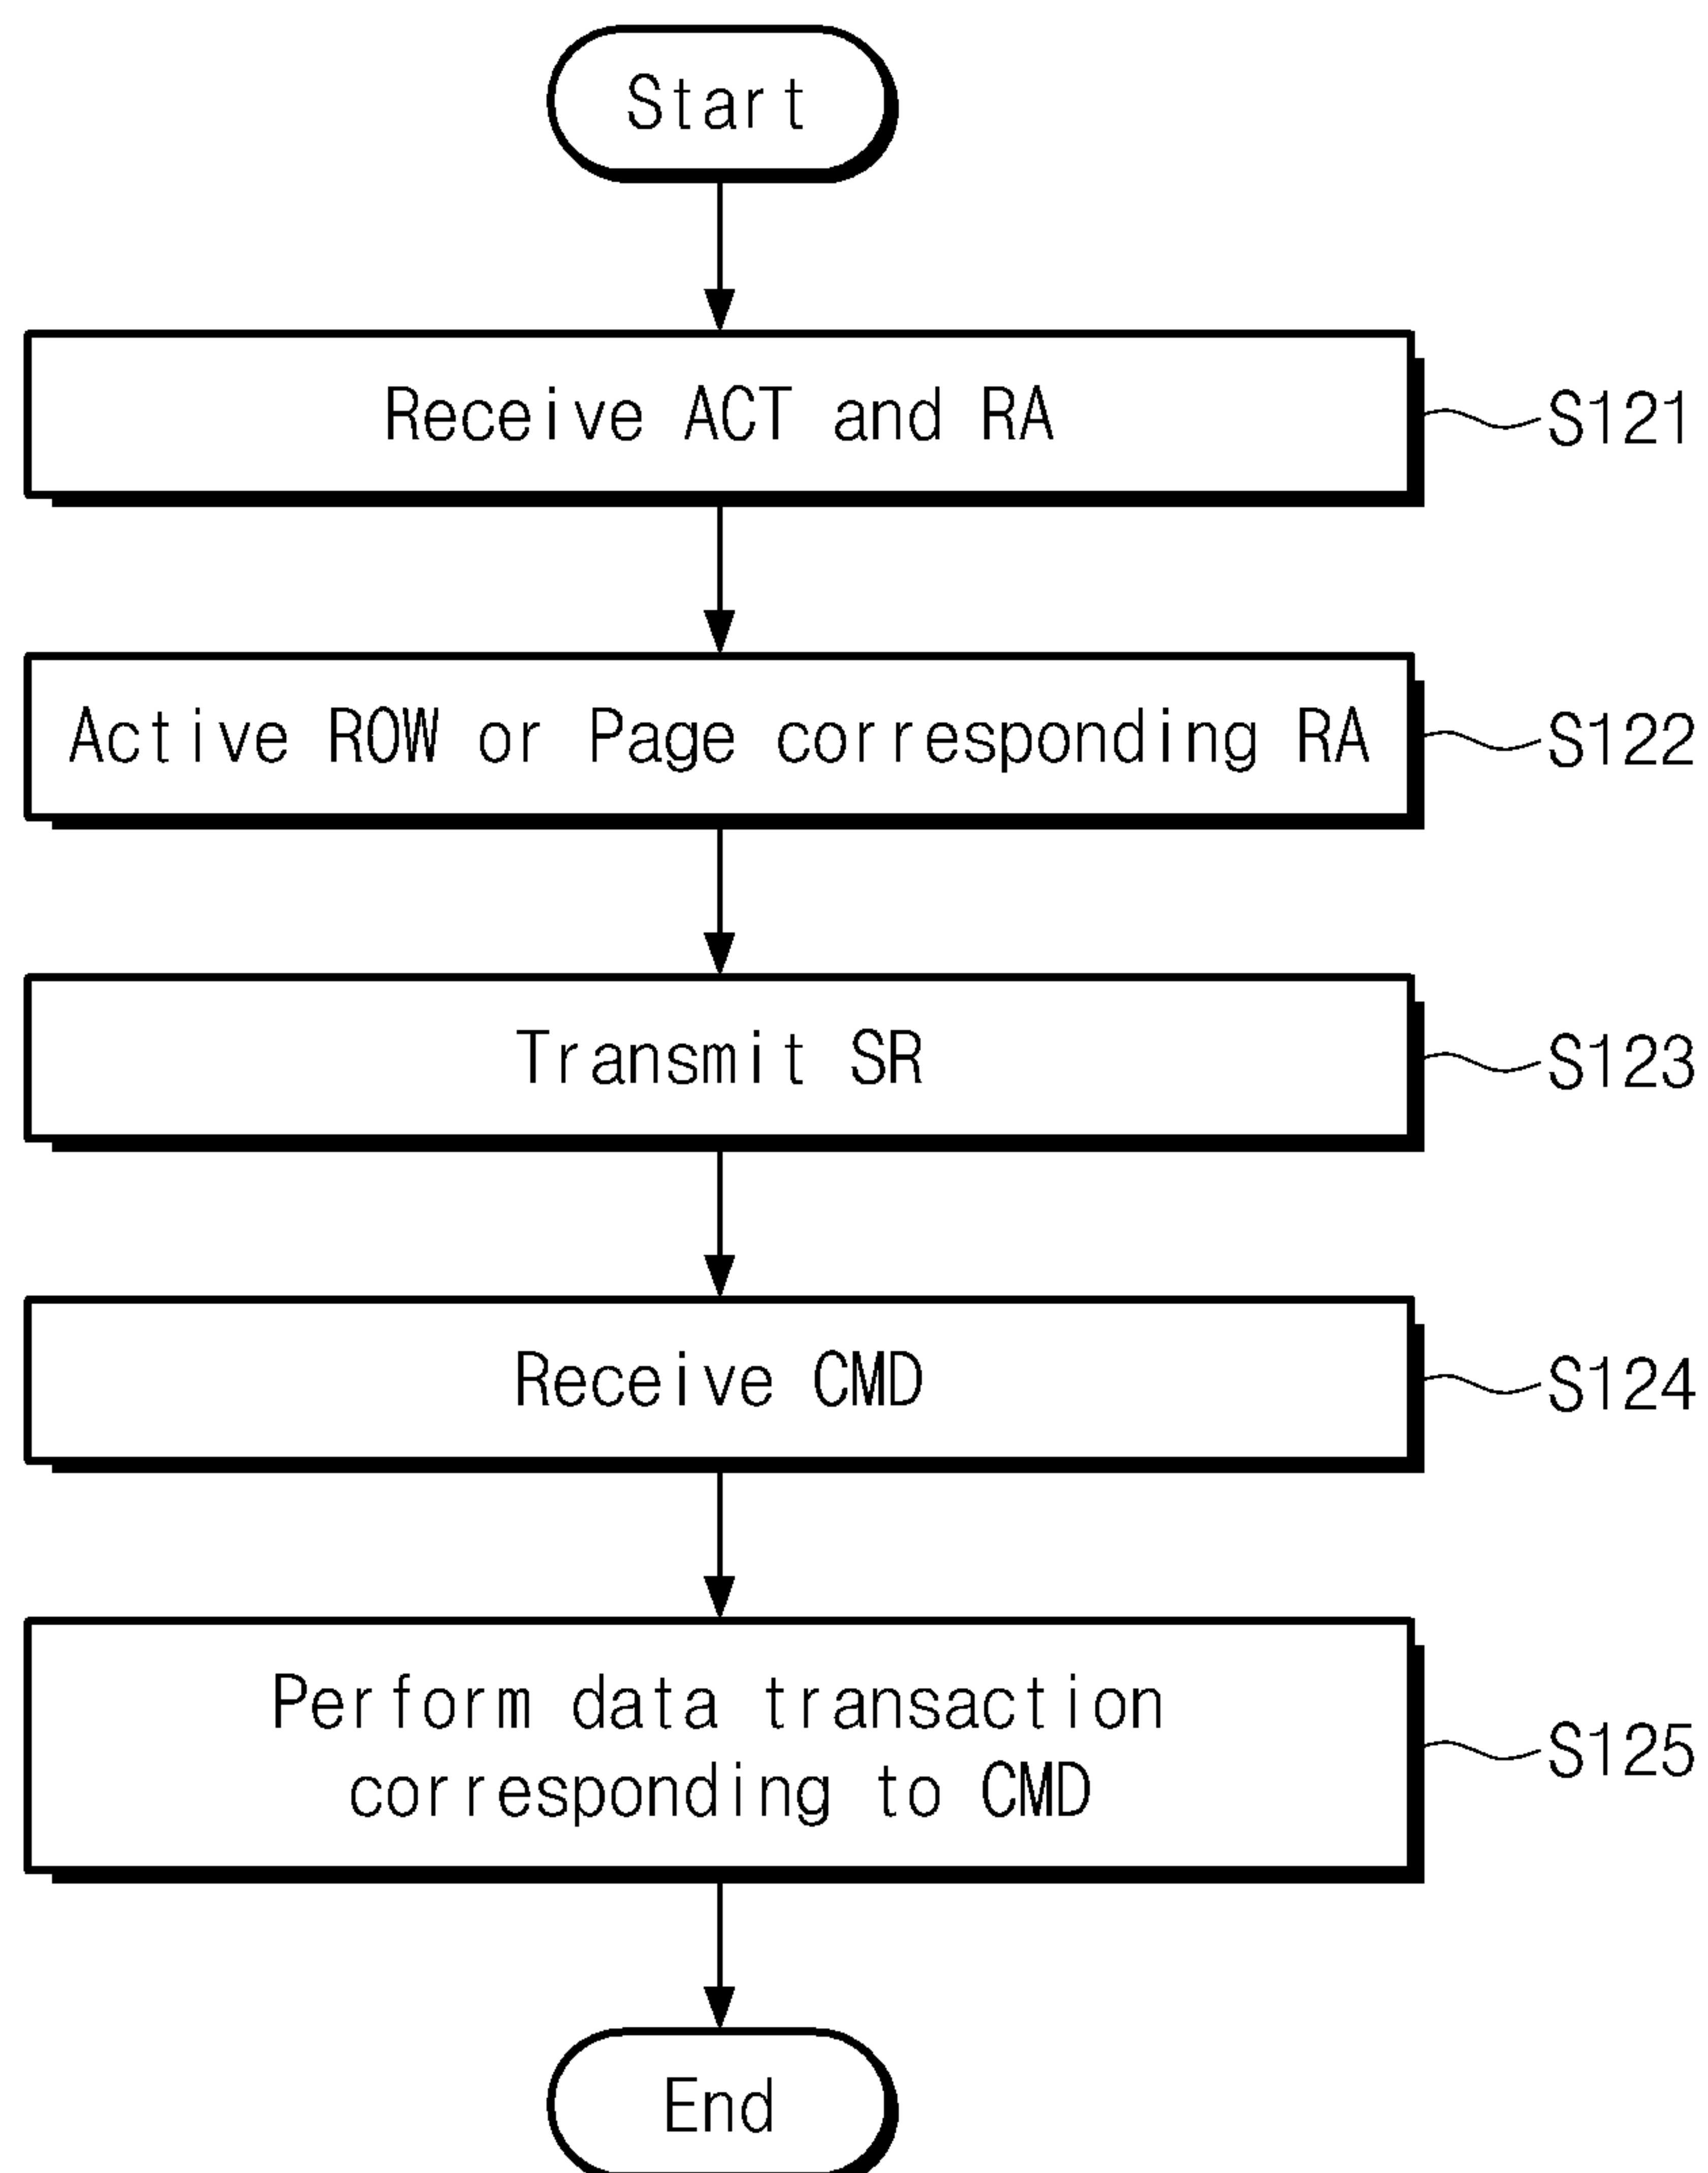 Start
Receive ACT and RA
S121
Active ROW or Page corresponding RA
S122
Transmit SR
S123
Receive CMD
S124
Perform data transaction
corresponding to CMD
S125
End